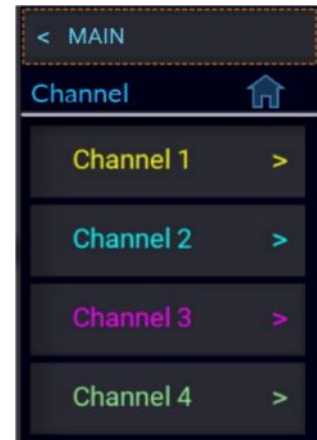 < MAIN
Channel
Channel 1 >
Channel 2 >
Channel 3 >
Channel 4 >